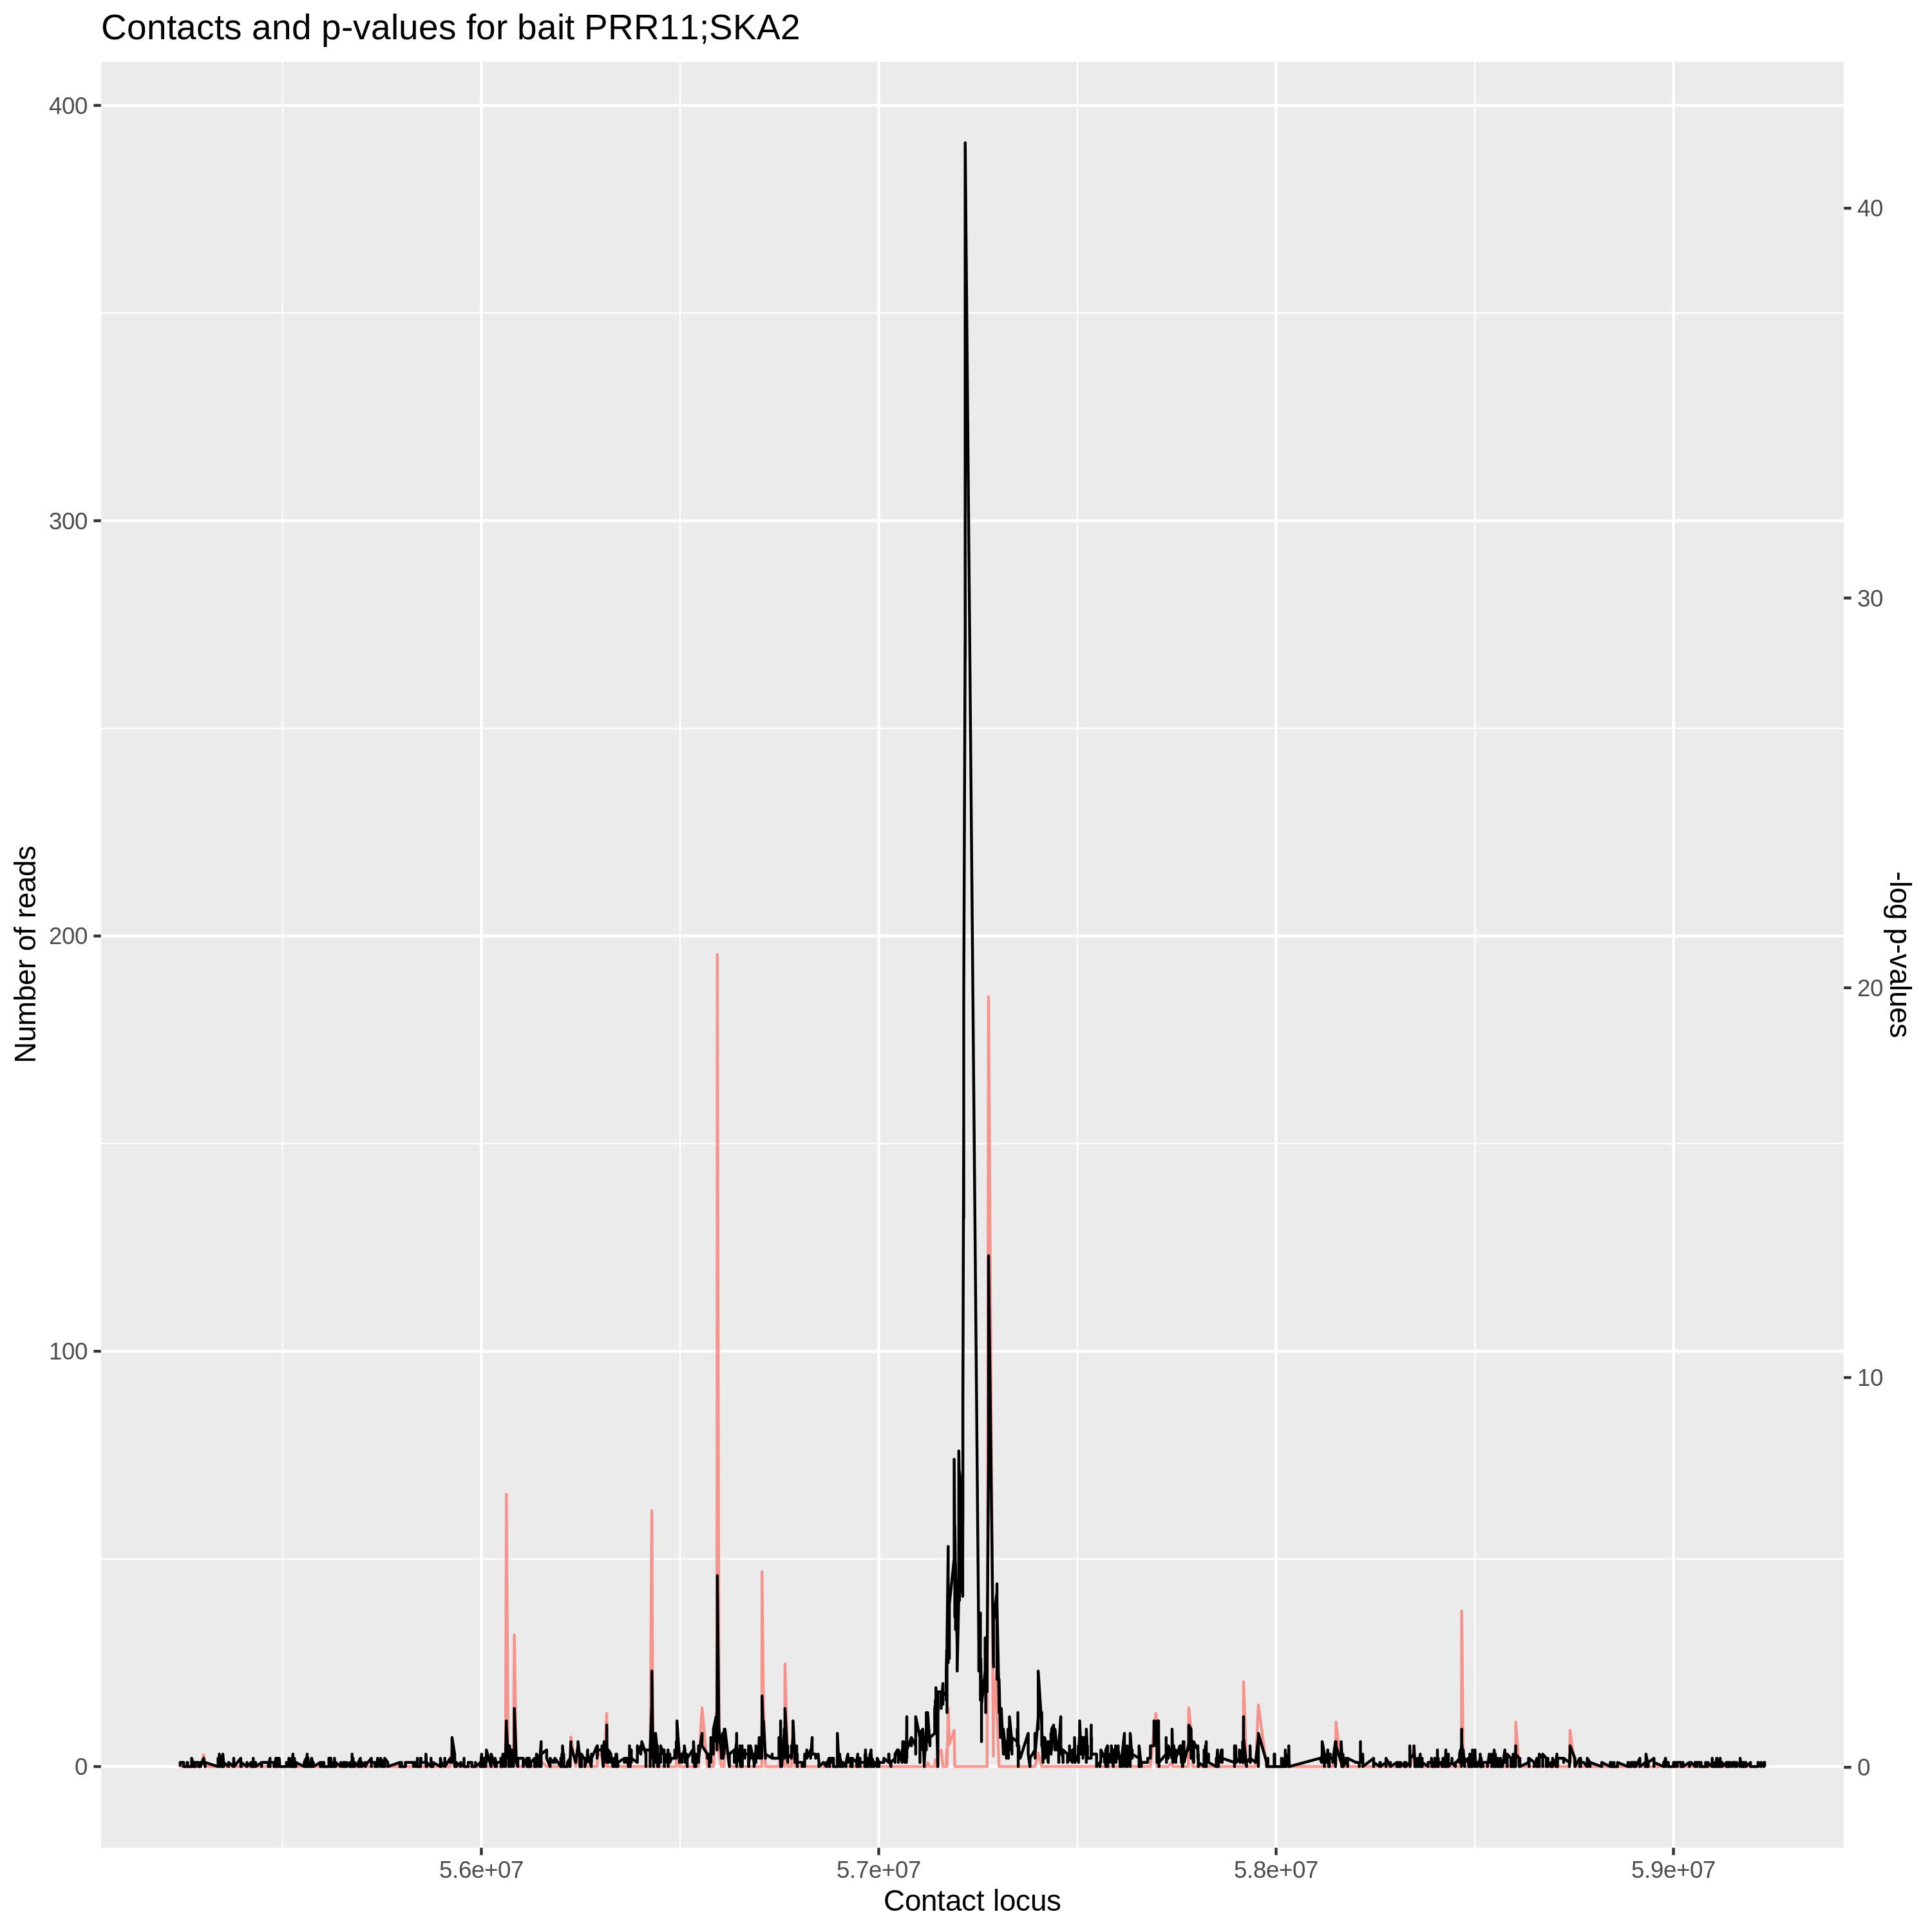 Contacts and p-values for bait PRR11;SKA2
400
300
200
100
0
Number of reads
40
30
20
10
0
-log p-values
5.6e+07
5.7e+07
5.8e+07
5.9e+07
Contact locus